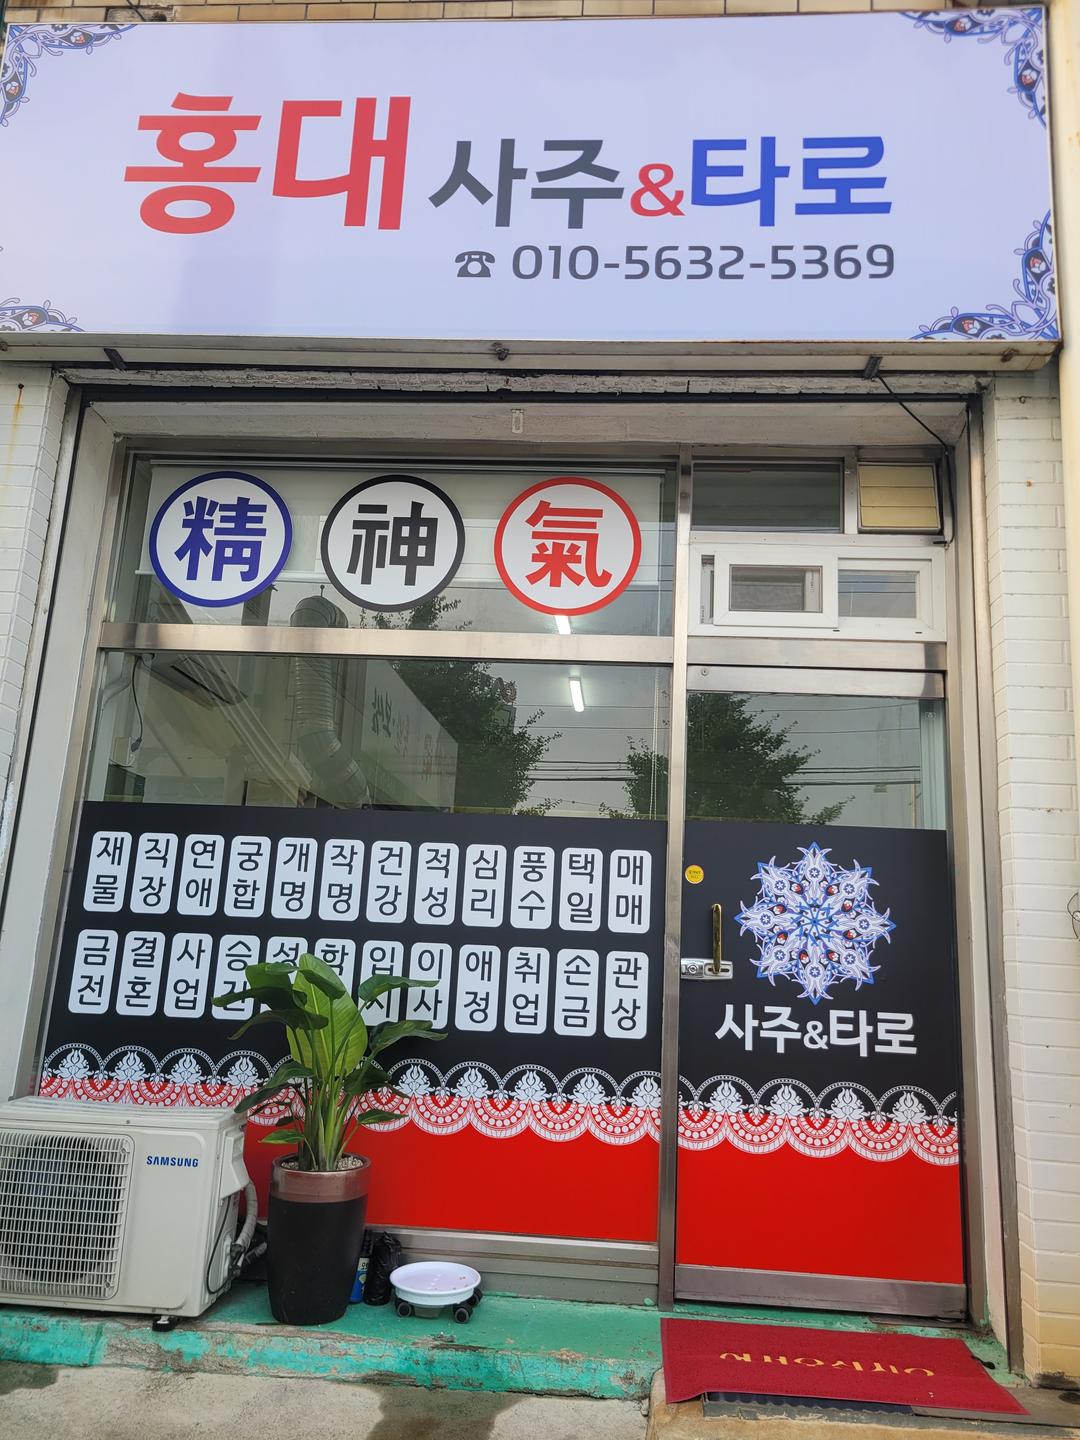 홍대 사주&타로
☎ 010-5632-5369
精 神 氣
재물 직장 연애 궁합 개명 작명 건강 적성 심리 풍수 택일 매매
금전 결혼 사업 승진 이사 애정 취업 손금 관상
사주&타로
SAMSUNG